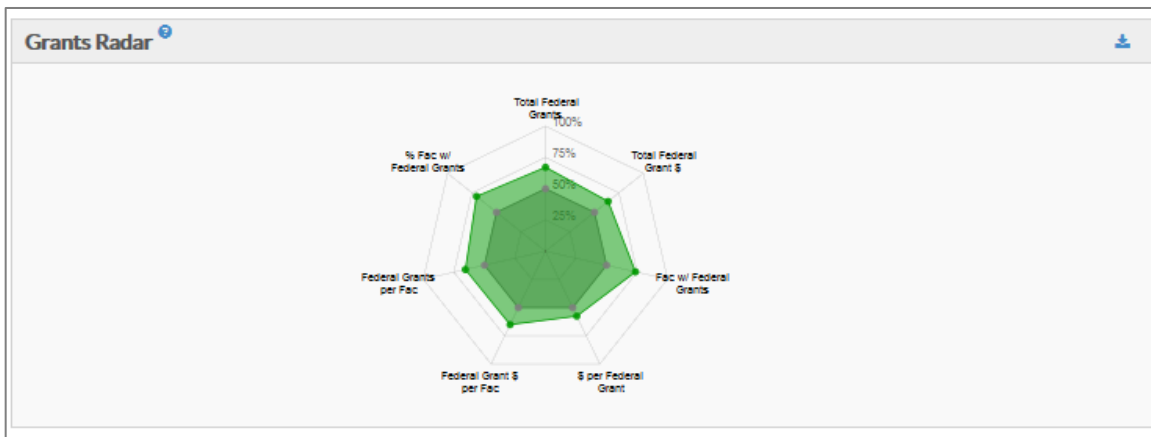 Grants Radar ?
Total Federal
Grants
100%
% Fac w/
Federal Grants
75%
Total Federal
Grant $
50%
25%
Federal Grants
per Fac
Fac w/ Federal
Grants
Federal Grant $
per Fac
$ per Federal
Grant